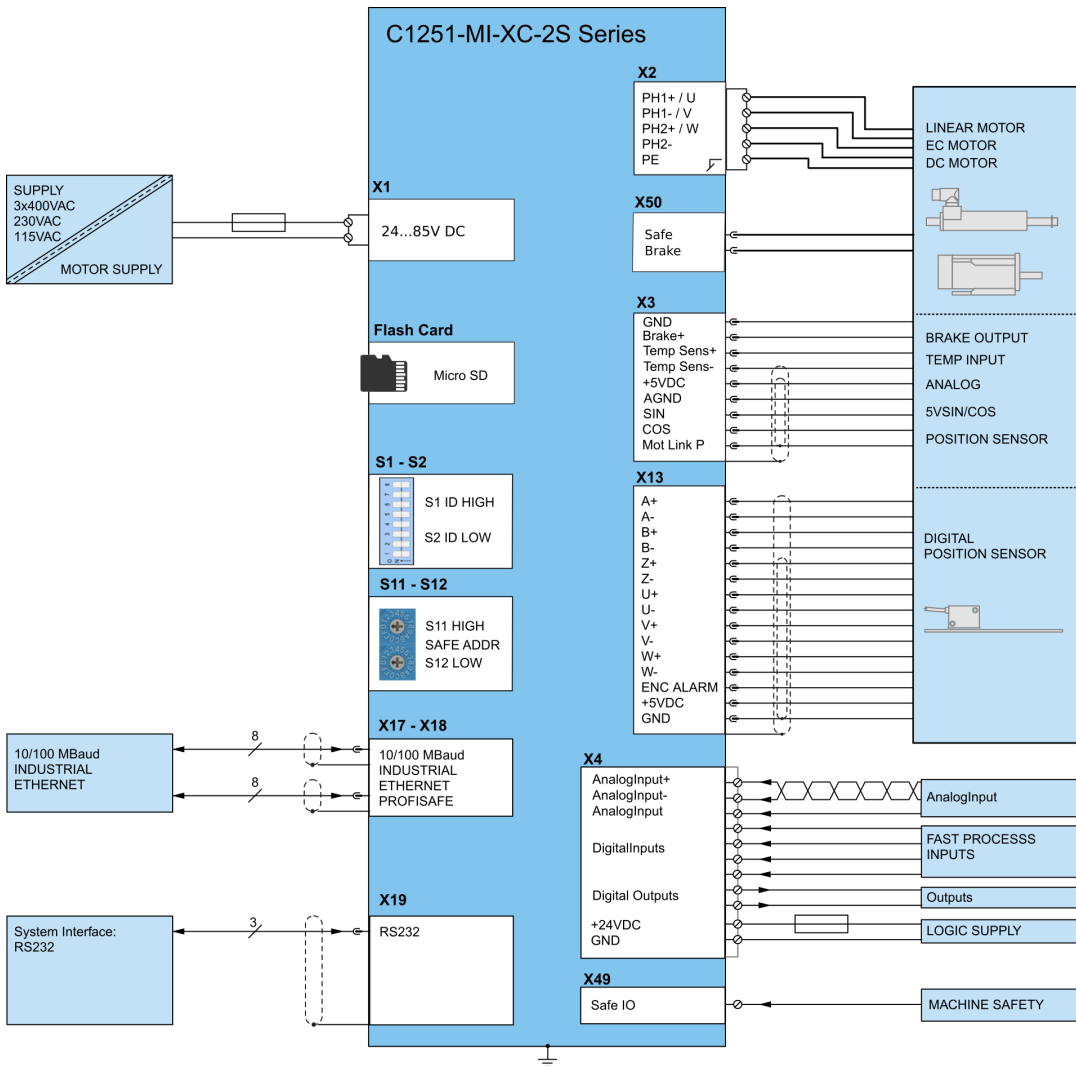 C1251-MI-XC-2S Series
SUPPLY
3x400VAC
230VAC
115VAC
MOTOR SUPPLY
X1
24...85V DC
Flash Card
Micro SD
S1 - S2
S1 ID HIGH
S2 ID LOW
S11 - S12
S11 HIGH
SAFE ADDR
S12 LOW
X17 - X18
10/100 MBaud
INDUSTRIAL
ETHERNET
PROFISAFE
10/100 MBaud
INDUSTRIAL
ETHERNET
8
8
X19
RS232
System Interface:
RS232
3
X2
PH1+ / U
PH1- / V
PH2+ / W
PH2-
PE
X50
Safe
Brake
X3
GND
Brake+
Temp Sens+
Temp Sens-
+5VDC
AGND
SIN
COS
Mot Link P
X13
A+
A-
B+
B-
Z+
Z-
U+
U-
V+
V-
W+
W-
ENC ALARM
+5VDC
GND
X4
AnalogInput+
AnalogInput-
AnalogInput
DigitalInputs
Digital Outputs
+24VDC
GND
X49
Safe IO
LINEAR MOTOR
EC MOTOR
DC MOTOR
BRAKE OUTPUT
TEMP INPUT
ANALOG
5VSIN/COS
POSITION SENSOR
DIGITAL
POSITION SENSOR
AnalogInput
FAST PROCESSS
INPUTS
Outputs
LOGIC SUPPLY
MACHINE SAFETY